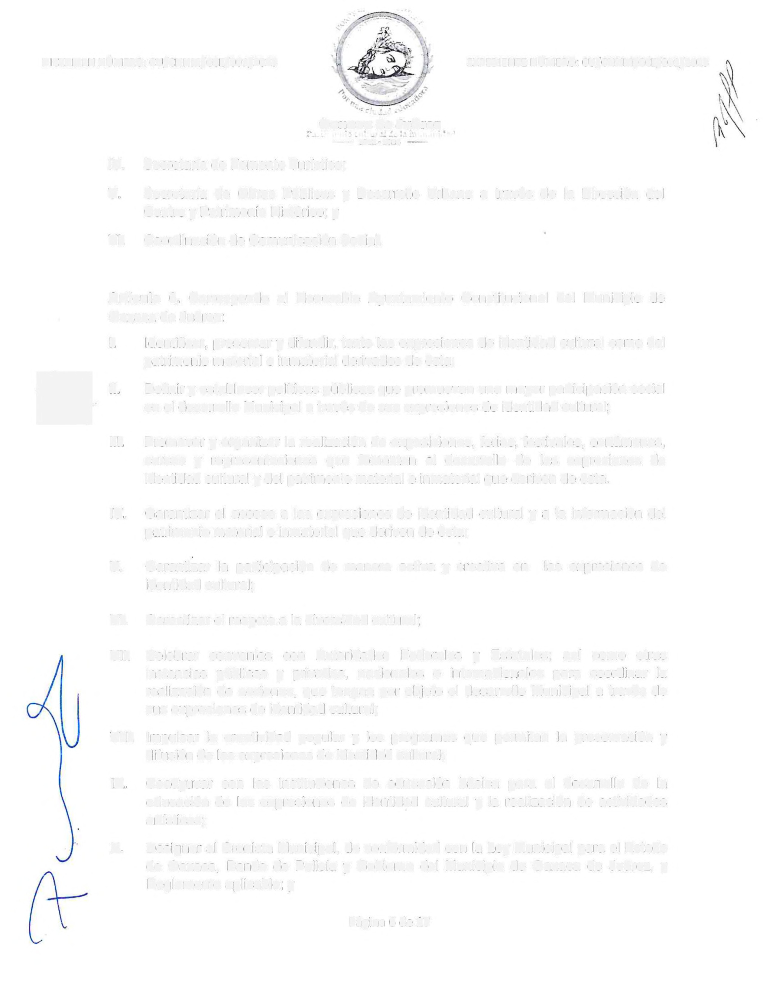 Por una ciudad educadora
Oaxaca de Juárez
Patrimonio cultural de la humanidad
IV. Secretaría de Fomento Turístico;
V. Secretaría de Obras Públicas y Desarrollo Urbano a través de la Dirección del
Centro y Patrimonio Histórico; y
VI. Coordinación de Comunicación Social.
Artículo 6. Corresponde al Honorable Ayuntamiento Constitucional del Municipio de
Oaxaca de Juárez:
I. Identificar, preservar y difundir, tanto las expresiones de identidad cultural como del
patrimonio material e inmaterial derivados de ésta;
II. Definir y establecer políticas públicas que promuevan una mayor participación social
en el desarrollo Municipal a través de sus expresiones de identidad cultural;
III. Promover y organizar la realización de exposiciones, ferias, festivales, certámenes,
cursos y representaciones que fomenten el desarrollo de las expresiones de
identidad cultural y del patrimonio material e inmaterial que deriven de ésta.
IV. Garantizar el acceso a las expresiones de identidad cultural y a la información del
patrimonio material e inmaterial que deriven de ésta;
V. Garantizar la participación de manera activa y creativa en las expresiones de
identidad cultural;
VI. Garantizar el respeto a la diversidad cultural;
VII. Celebrar convenios con Autoridades Federales y Estatales; así como otras
instancias públicas y privadas, nacionales e internacionales para coordinar la
realización de acciones, que tengan por objeto el desarrollo Municipal a través de
sus expresiones de identidad cultural;
VIII. Impulsar la creatividad popular y los programas que permitan la preservación y
difusión de las expresiones de identidad cultural;
IX. Coadyuvar con las instituciones de educación básica para el desarrollo de la
educación de las expresiones de identidad cultural y la realización de actividades
artísticas;
X. Designar al Cronista Municipal, de conformidad con la Ley Municipal para el Estado
de Oaxaca, Bando de Policía y Gobierno del Municipio de Oaxaca de Juárez, y
Reglamento aplicable; y
Página 6 de 27